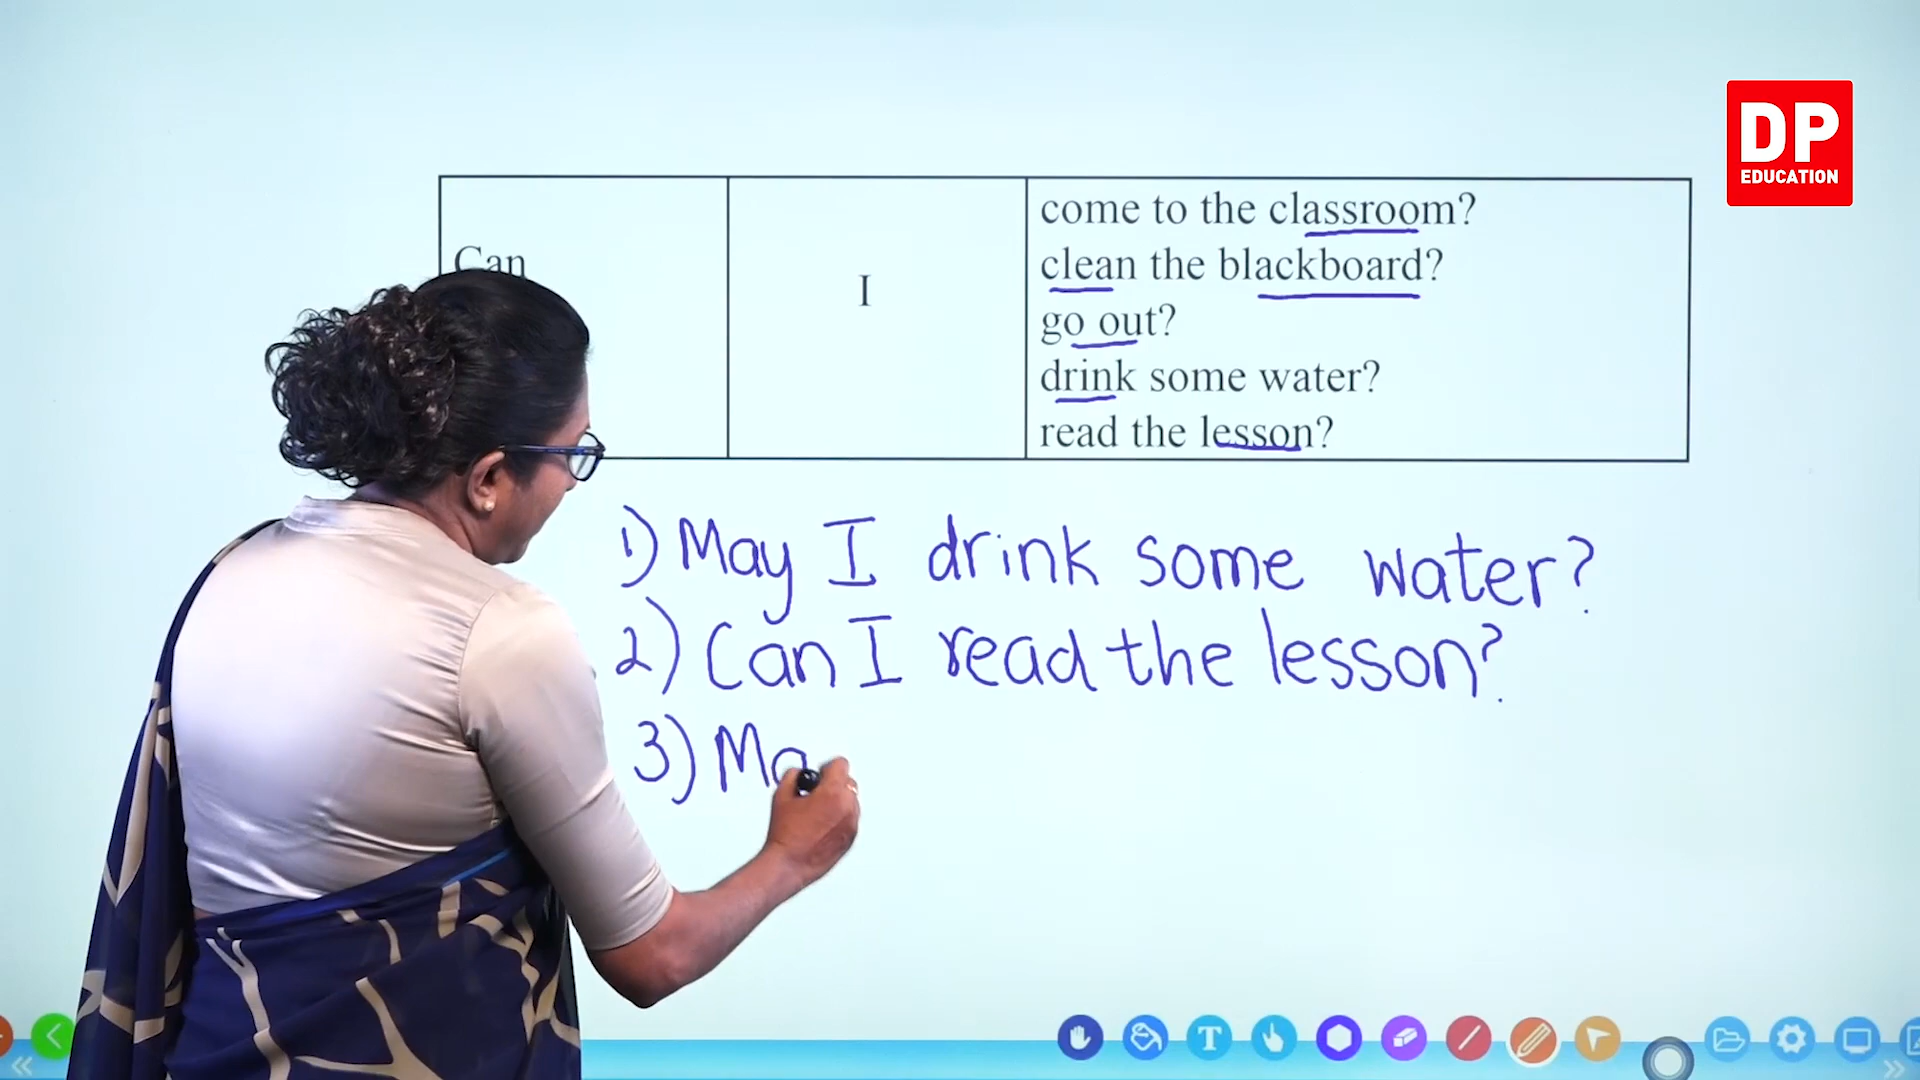 DP
EDUCATION
Can
I
come to the classroom?
clean the blackboard?
go out?
drink some water?
read the lesson?
1) May I drink some water?
2) Can I read the lesson?
3) Ma